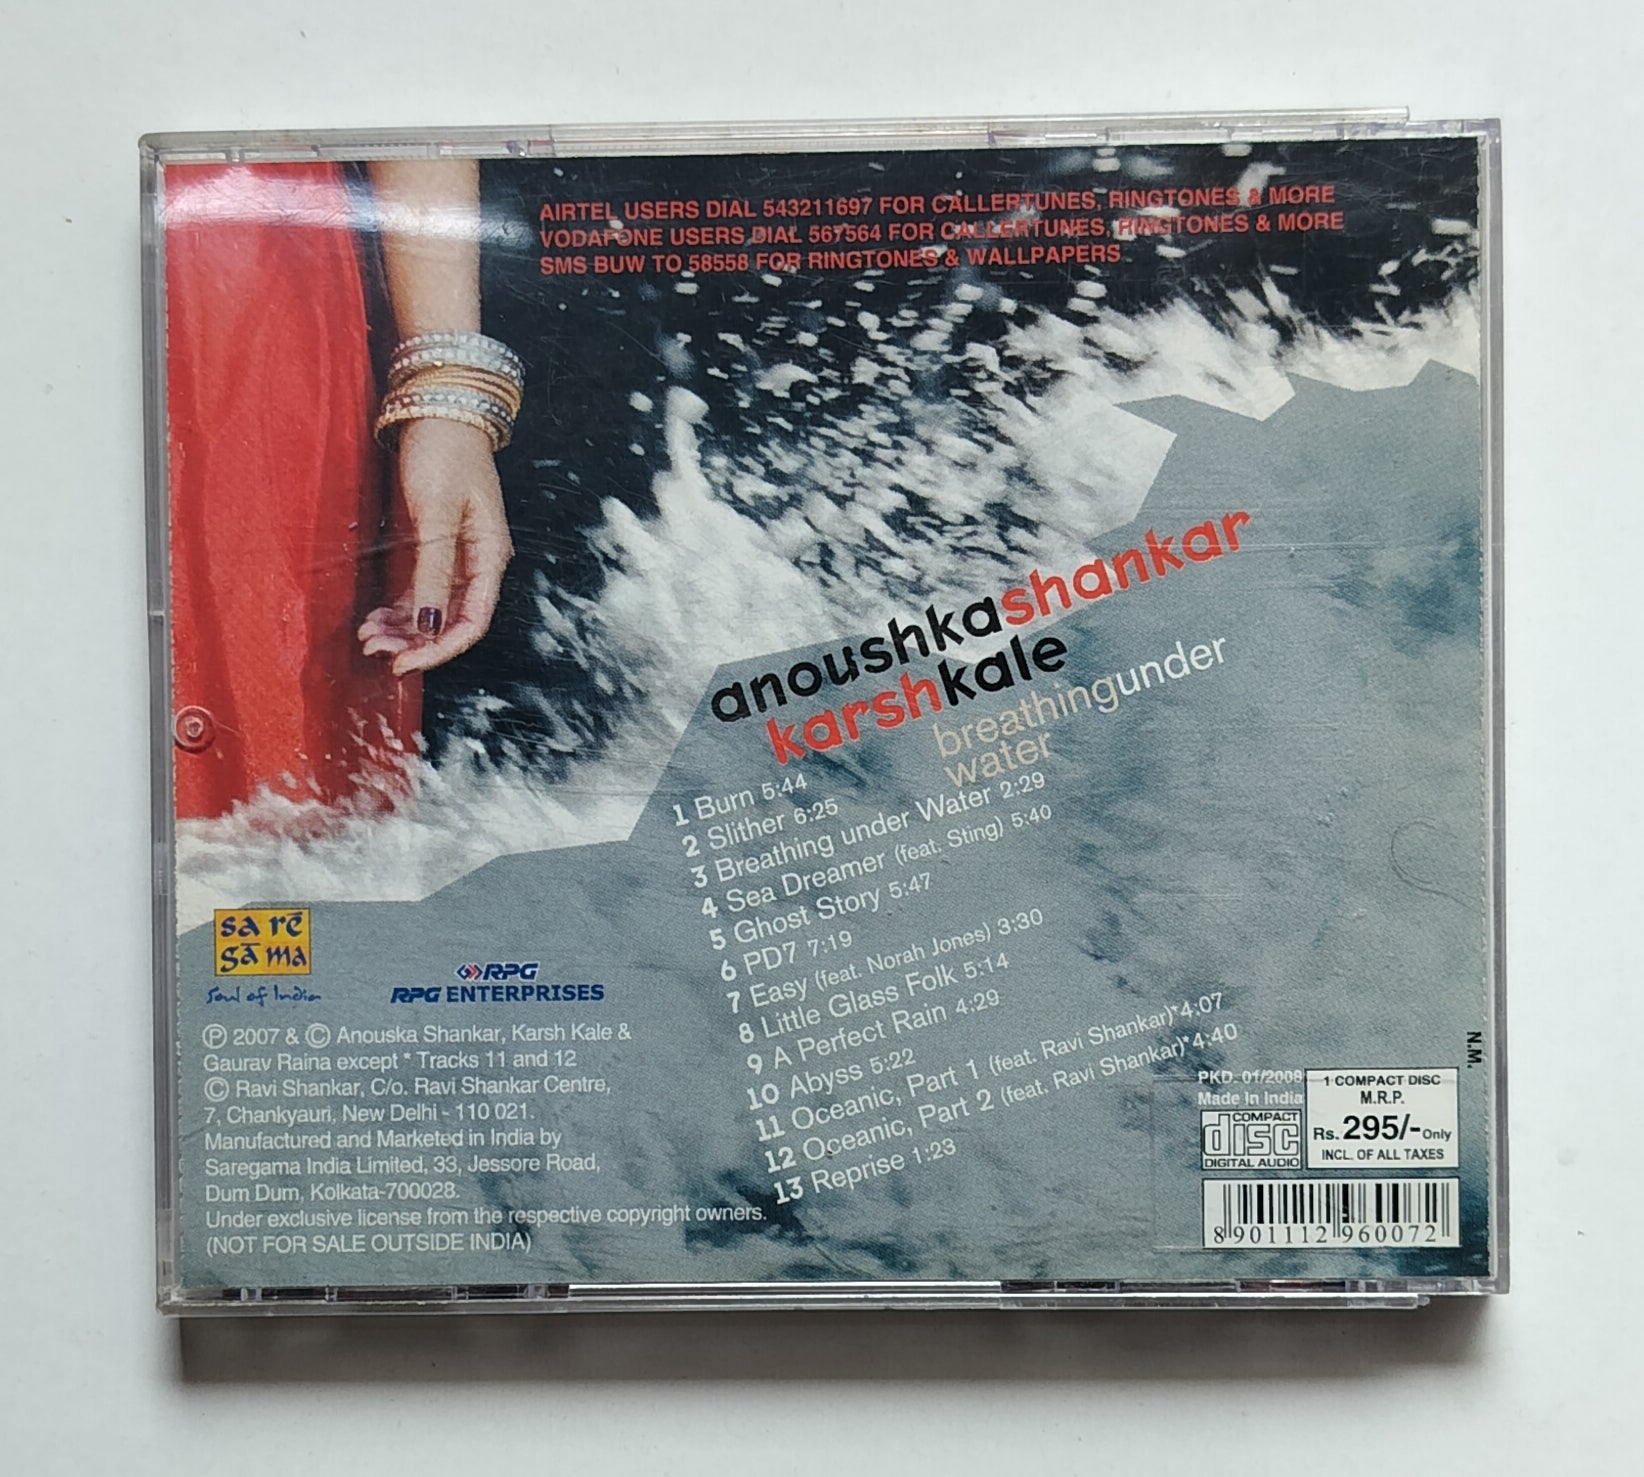 AIRTEL USERS DIAL 543211697 FOR CALLERTUNES, RINGTONES & MORE
VODAFONE USERS DIAL 567564 FOR CALLERTUNES, RINGTONES & MORE
SMS BUW TO 58558 FOR RINGTONES & WALLPAPERS
anoushkashankar
karshkale
breathingunder
water
1 Burn 5:44
2 Slither 6:25
3 Breathing under Water 2:29
4 Sea Dreamer (feat. Sting) 5:40
5 Ghost Story 5:47
6 PD7 7:19
7 Easy (feat. Norah Jones) 3:30
8 Little Glass Folk 5:14
9 A Perfect Rain 4:29
10 Abyss 5:22
11 Oceanic, Part 1 (feat. Ravi Shankar)*4:07
12 Oceanic, Part 2 (feat. Ravi Shankar)*4:40
13 Reprise 1:23
sa rē
gā ma
Soul of India
RPG
RPG ENTERPRISES
℗ 2007 & © Anouska Shankar, Karsh Kale &
Gaurav Raina except * Tracks 11 and 12
© Ravi Shankar, C/o. Ravi Shankar Centre,
7, Chankyauri, New Delhi - 110 021.
Manufactured and Marketed in India by
Saregama India Limited, 33, Jessore Road,
Dum Dum, Kolkata-700028.
Under exclusive license from the respective copyright owners.
(NOT FOR SALE OUTSIDE INDIA)
N.M.
PKD. 01/2008
Made in India
COMPACT
disc
DIGITAL AUDIO
1 COMPACT DISC
M.R.P.
Rs. 295/- Only
INCL. OF ALL TAXES
8 901112 960072